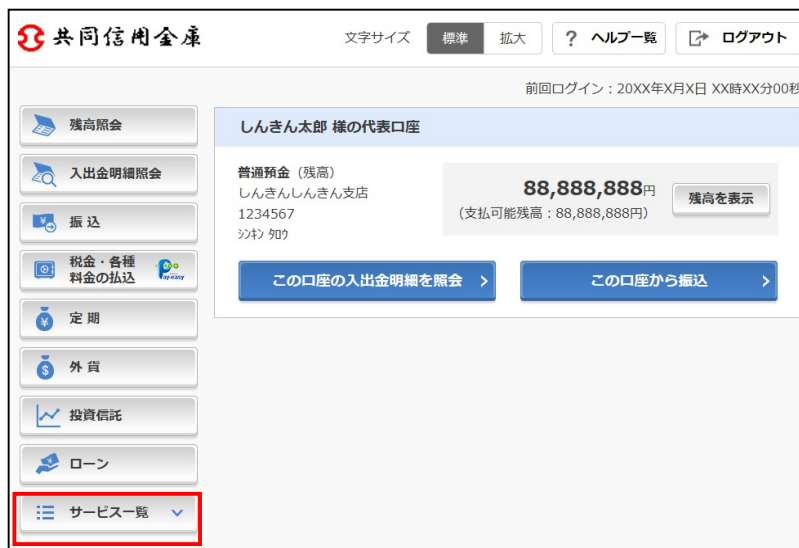 共同信用金庫
文字サイズ 標準 拡大 ? ヘルプ一覧 ログアウト
前回ログイン：20XX年X月X日 XX時XX分00秒
残高照会
入出金明細照会
振込
税金・各種
料金の払込
Pay-easy
定期
外貨
投資信託
ローン
サービス一覧
しんきん太郎 様の代表口座
普通預金（残高）
しんきんしんきん支店
1234567
ｼﾝｷﾝ ﾀﾛｳ
88,888,888円
（支払可能残高：88,888,888円）
残高を表示
この口座の入出金明細を照会
この口座から振込